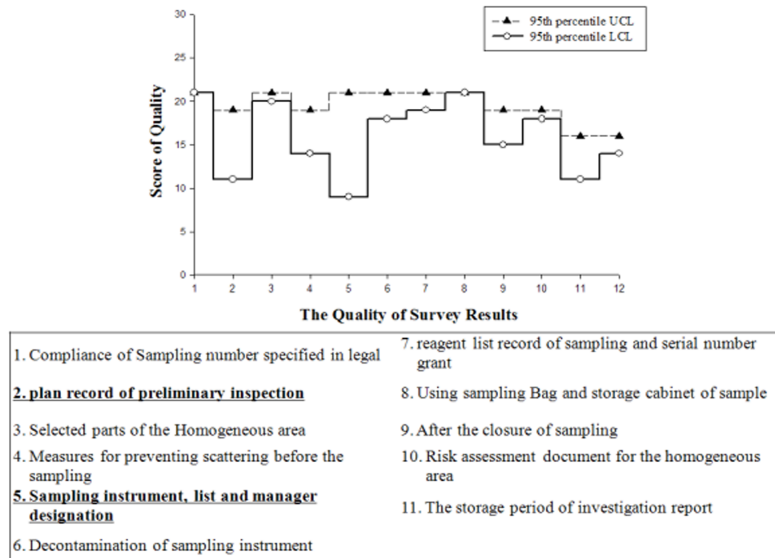 95th percentile UCL
95th percentile LCL
30
25
20
15
10
5
0
Score of Quality
1 2 3 4 5 6 7 8 9 10 11 12
The Quality of Survey Results
1. Compliance of Sampling number specified in legal
2. plan record of preliminary inspection
3. Selected parts of the Homogeneous area
4. Measures for preventing scattering before the
sampling
5. Sampling instrument, list and manager
designation
6. Decontamination of sampling instrument
7. reagent list record of sampling and serial number
grant
8. Using sampling Bag and storage cabinet of sample
9. After the closure of sampling
10. Risk assessment document for the homogeneous
area
11. The storage period of investigation report